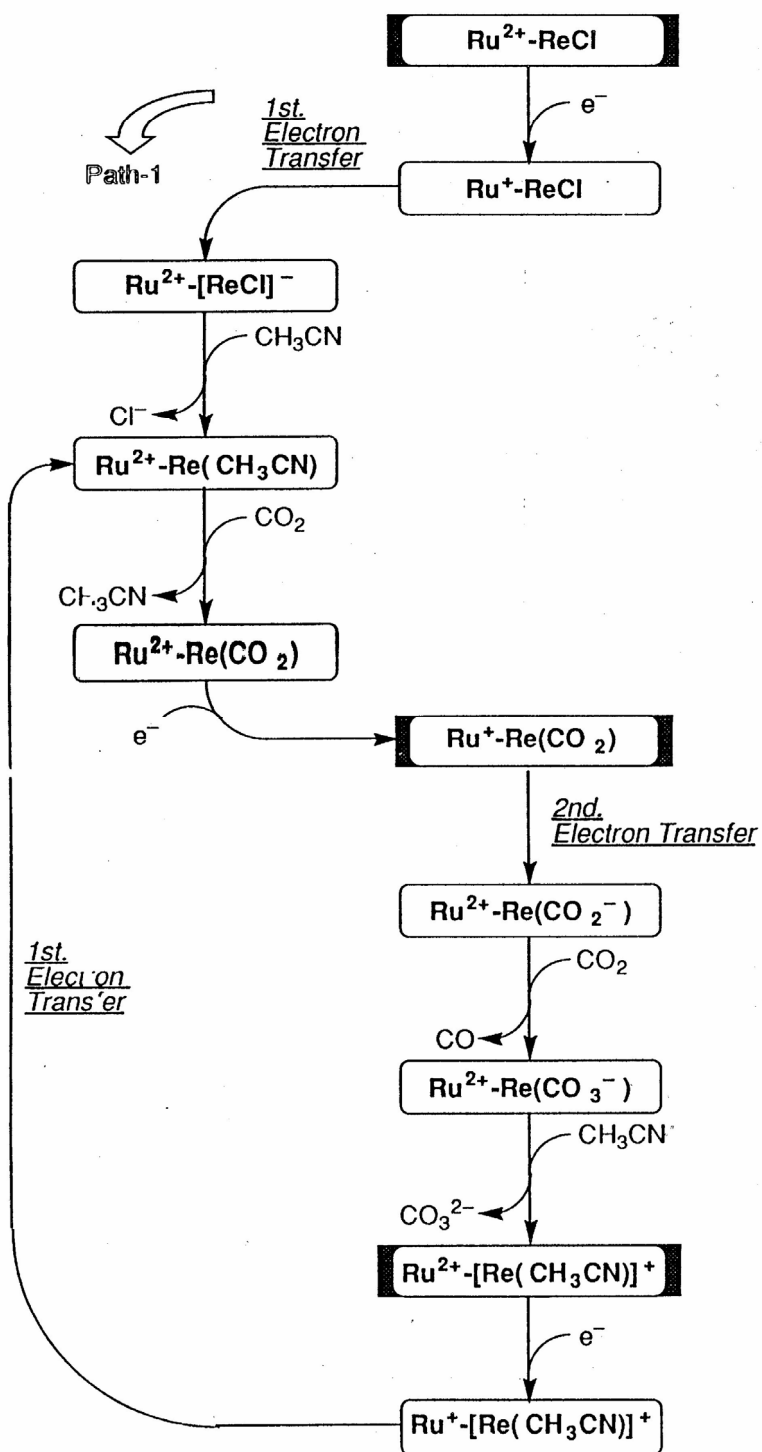 Ru²⁺-ReCl
e⁻
1st.
Electron
Transfer
Path-1
Ru⁺-ReCl
Ru²⁺-[ReCl]⁻
CH₃CN
Cl⁻
Ru²⁺-Re(CH₃CN)
CO₂
CH₃CN
Ru²⁺-Re(CO₂)
e⁻
Ru⁺-Re(CO₂)
2nd.
Electron Transfer
Ru²⁺-Re(CO₂⁻)
1st.
Electron
Transfer
CO₂
CO
Ru²⁺-Re(CO₃⁻)
CH₃CN
CO₃²⁻
Ru²⁺-[Re(CH₃CN)]⁺
e⁻
Ru⁺-[Re(CH₃CN)]⁺